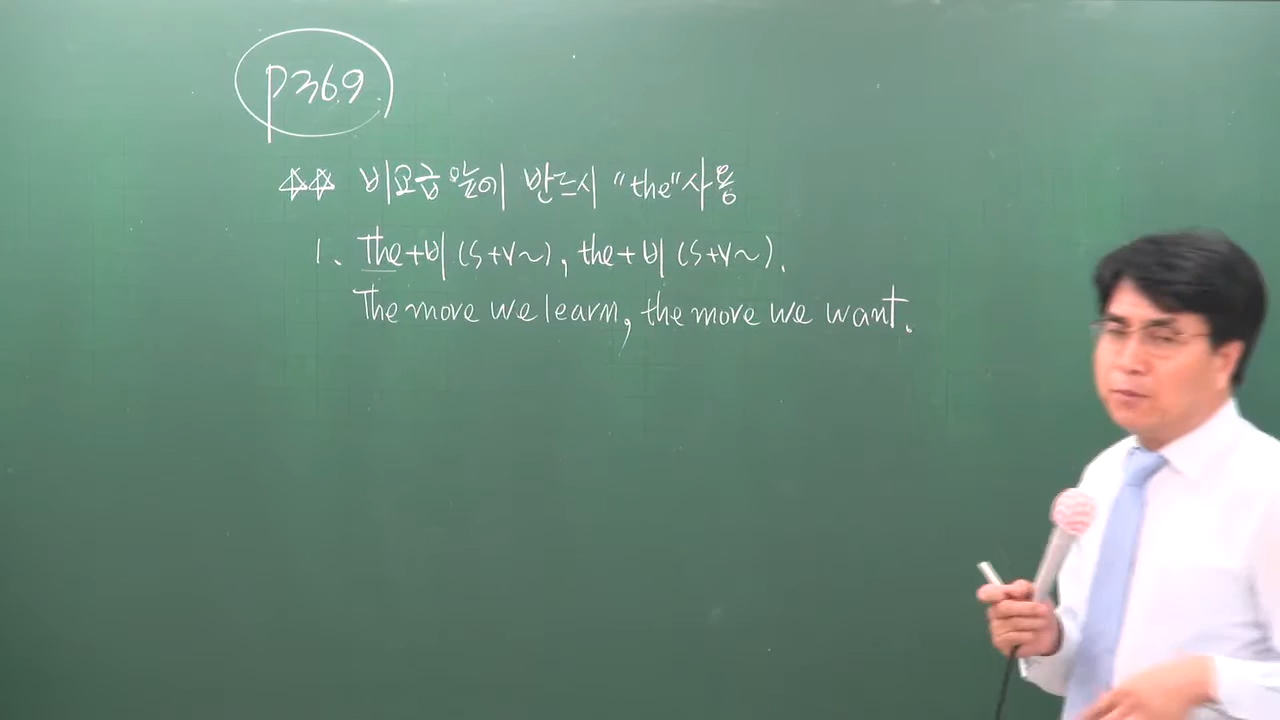 p369
☆☆ 비교급 앞에 반드시 "the"사용
1. The+비(S+V~), the+비(S+V~).
The more we learn, the more we want.